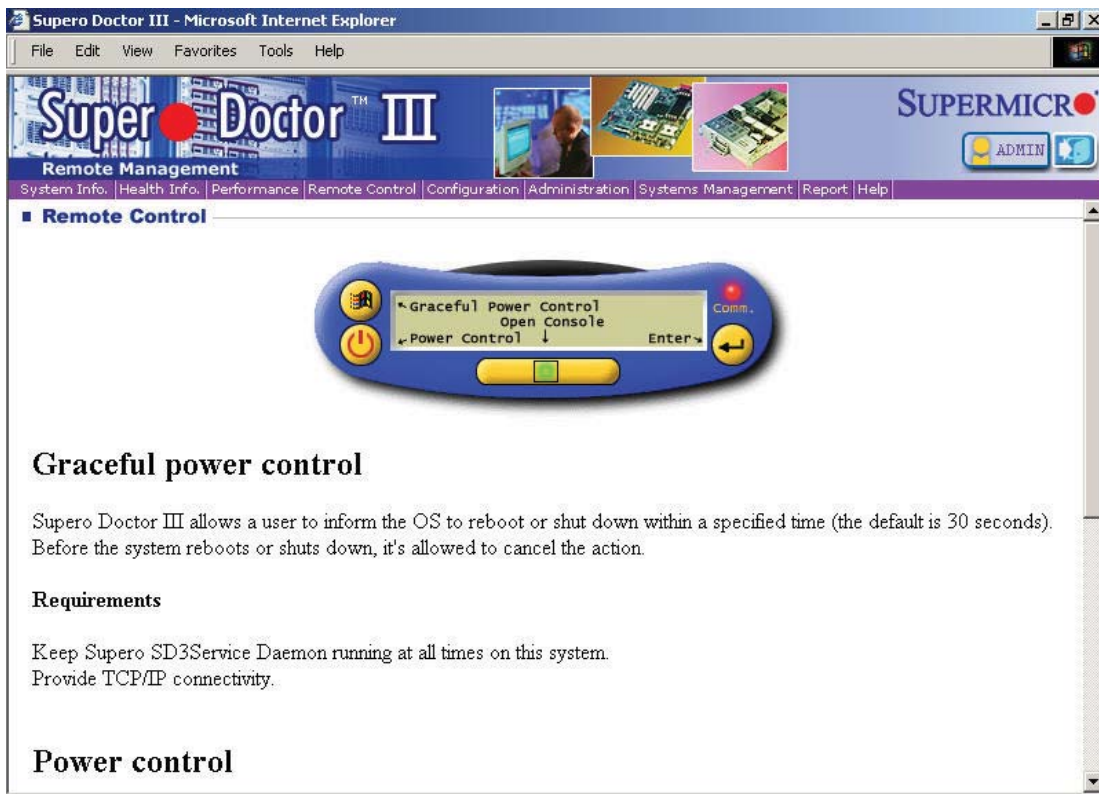 Supero Doctor III - Microsoft Internet Explorer
File Edit View Favorites Tools Help
Super Doctor™ III
SUPERMICR
ADMIN
Remote Management
System Info. Health Info. Performance Remote Control Configuration Administration Systems Management Report Help
Remote Control
Graceful Power Control
Comm.
Open Console
Power Control Enter
Graceful power control
Supero Doctor III allows a user to inform the OS to reboot or shut down within a specified time (the default is 30 seconds).
Before the system reboots or shuts down, it's allowed to cancel the action.
Requirements
Keep Supero SD3Service Daemon running at all times on this system.
Provide TCP/IP connectivity.
Power control